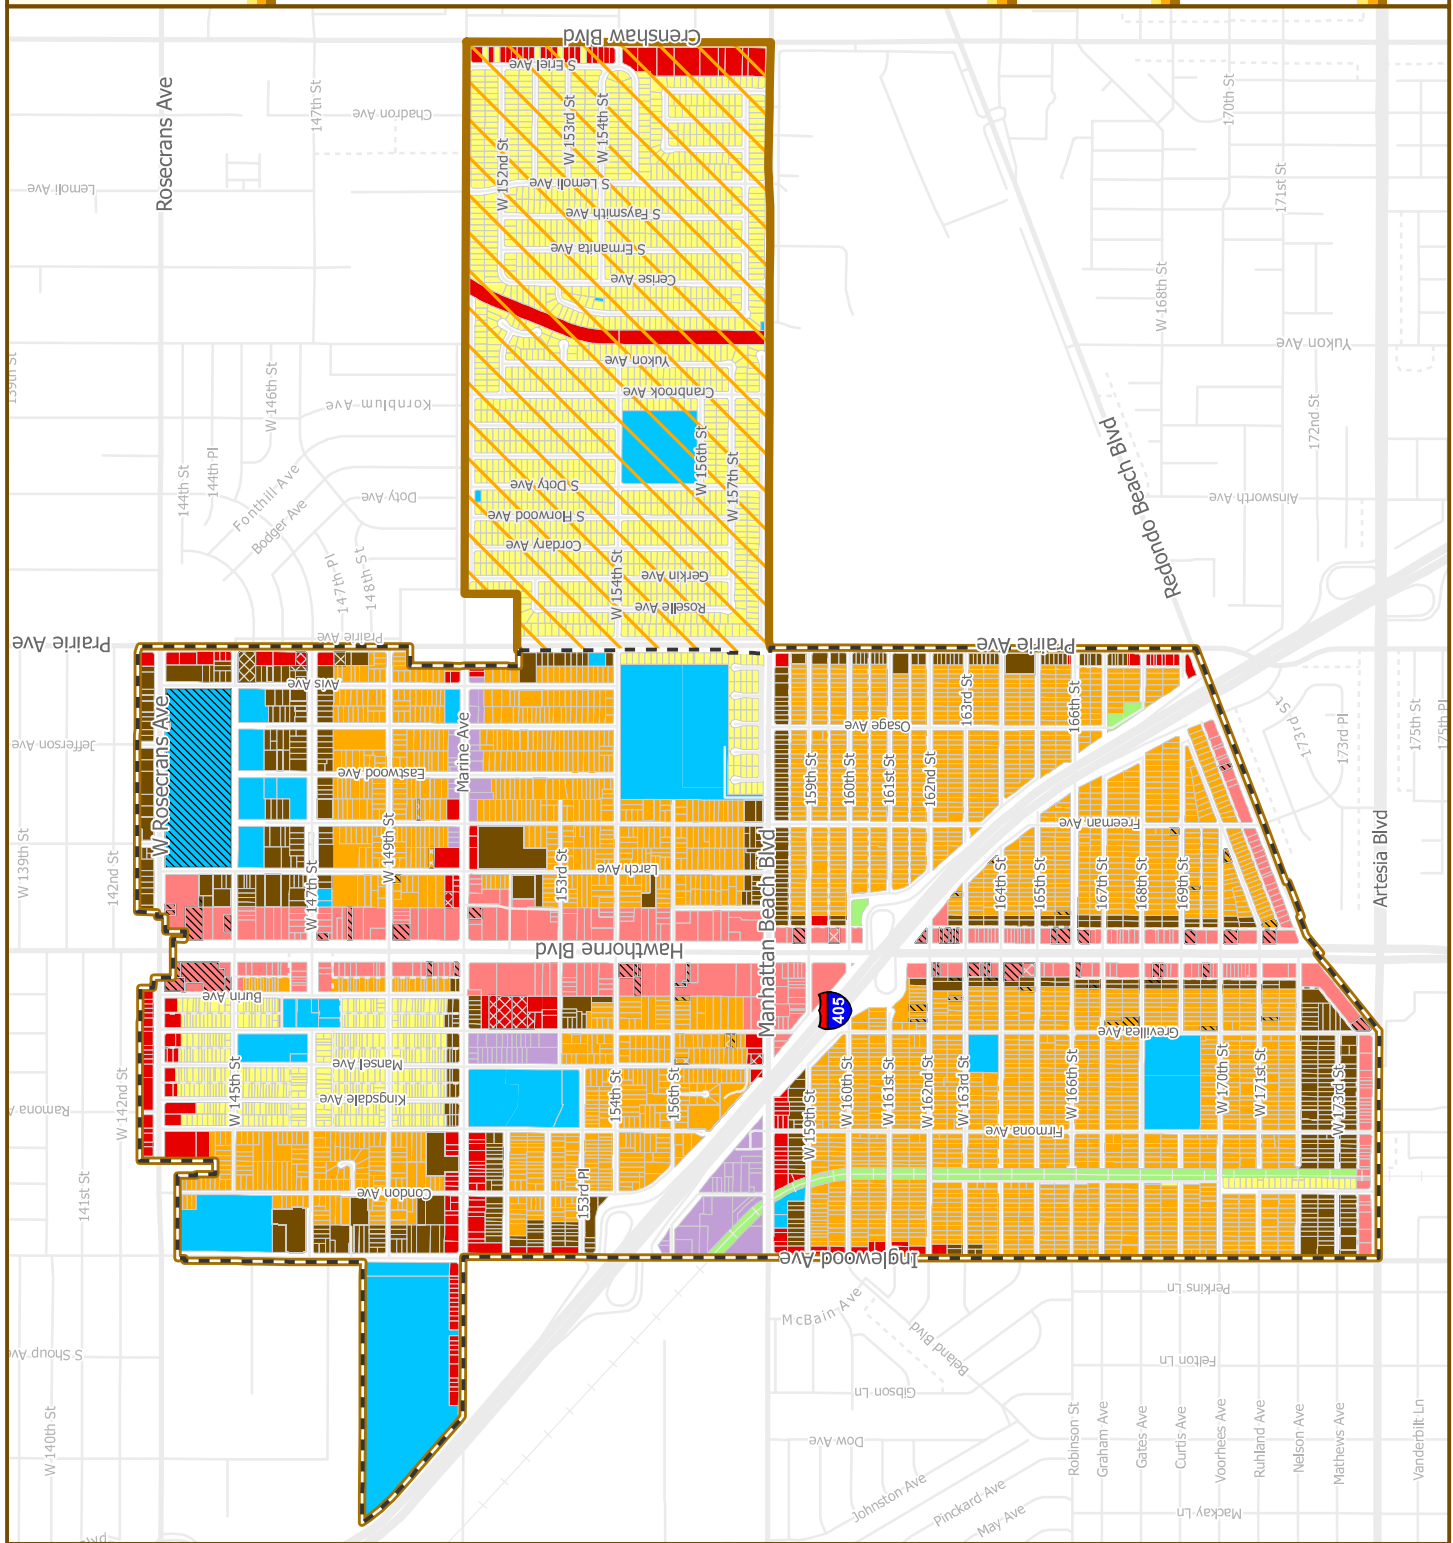 Crenshaw Blvd
S Eriel Ave
Rosecrans Ave
147th St
Chadron Ave
W 153rd St
W 154th St
170th St
W 152nd St
Lemoli Ave
S Lemoli Ave
171st St
S Faysmith Ave
S Ermanita Ave
Cerise Ave
W 168th St
Yukon Ave
Yukon Ave
139th St
W 146th St
Kornblum Ave
Cranbrook Ave
172nd St
144th St
144th Pl
W 156th St
W 157th St
Redondo Beach Blvd
Fonthill Ave
Bodger Ave
Doty Ave
S Doty Ave
Ainsworth Ave
S Florwood Ave
Cordary Ave
147th Pl
148th St
W 154th St
Gerkin Ave
Roselle Ave
Prairie Ave
Prairie Ave
Prairie Ave
Avis Ave
163rd St
166th St
Osage Ave
173rd St
173rd Pl
175th St
175th Pl
Jefferson Ave
W Rosecrans Ave
Marine Ave
Eastwood Ave
159th St
160th St
161st St
162nd St
Freeman Ave
W 139th St
142nd St
W 147th St
149th St
153rd St
Larch Ave
164th St
165th St
167th St
168th St
169th St
Artesia Blvd
Manhattan Beach Blvd
Hawthorne Blvd
Burin Ave
405
Grevillea Ave
W 145th St
Mansel Ave
Kingsdale Ave
154th St
156th St
W 159th St
W 160th St
W 161st St
W 162nd St
W 163rd St
W 166th St
W 170th St
W 171st St
W 173rd St
Ramona A
W 142nd St
Firmona Ave
141st St
Condon Ave
153rd Pl
Inglewood Ave
Perkins Ln
McBain Ave
Beland Blvd
S Shoup Ave
Felton Ln
Gibson Ln
W 140th St
Dow Ave
Robinson St
Graham Ave
Gates Ave
Curtis Ave
Voorhees Ave
Ruhland Ave
Nelson Ave
Mathews Ave
Vanderbilt Ln
Johnston Ave
Pinckard Ave
May Ave
Mackay Ln
lvd